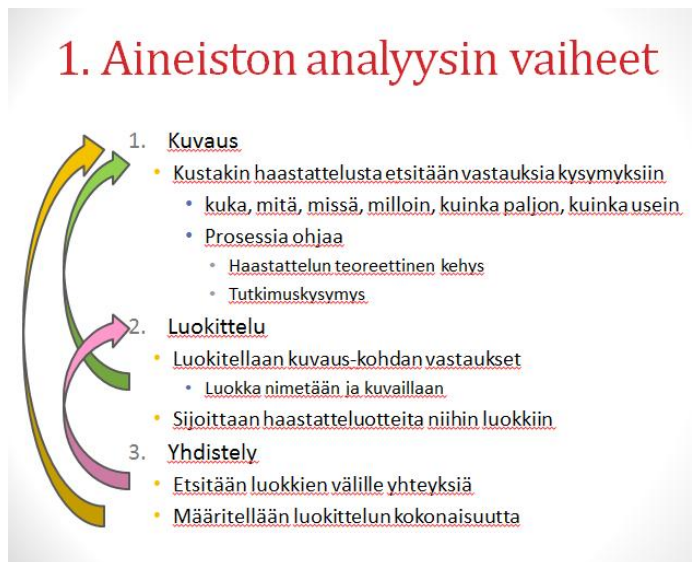 1. Aineiston analyysin vaiheet
1. Kuvaus
• Kustakin haastattelusta etsitään vastauksia kysymyksiin
• kuka, mitä, missä, milloin, kuinka paljon, kuinka usein
• Prosessia ohjaa
• Haastattelun teoreettinen kehys
• Tutkimuskysymys
2. Luokittelu
• Luokitellaan kuvaus-kohdan vastaukset
• Luokka nimetään ja kuvaillaan
• Sijoittaan haastatteluotteita niihin luokkiin
3. Yhdistely
• Etsitään luokkien välille yhteyksiä
• Määritellään luokittelun kokonaisuutta